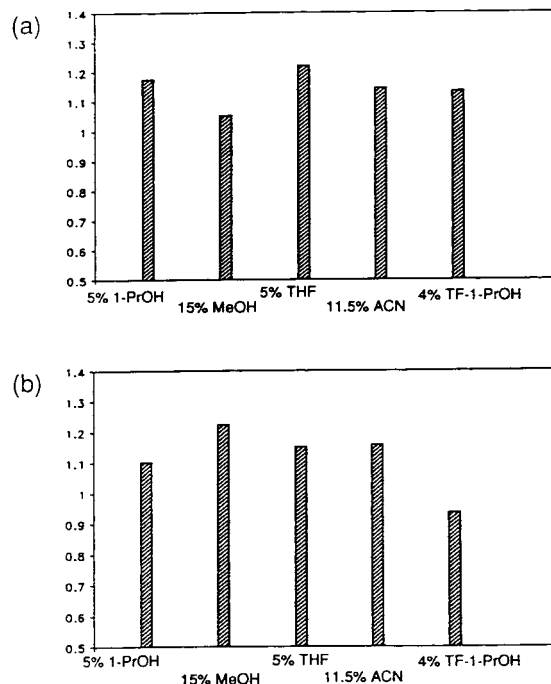 (a)
1.4
1.3
1.2
1.1
1
0.9
0.8
0.7
0.6
0.5
5% 1-PrOH
15% MeOH
5% THF
11.5% ACN
4% TF-1-PrOH
(b)
1.4
1.3
1.2
1.1
1
0.9
0.8
0.7
0.6
0.5
5% 1-PrOH
15% MeOH
5% THF
11.5% ACN
4% TF-1-PrOH